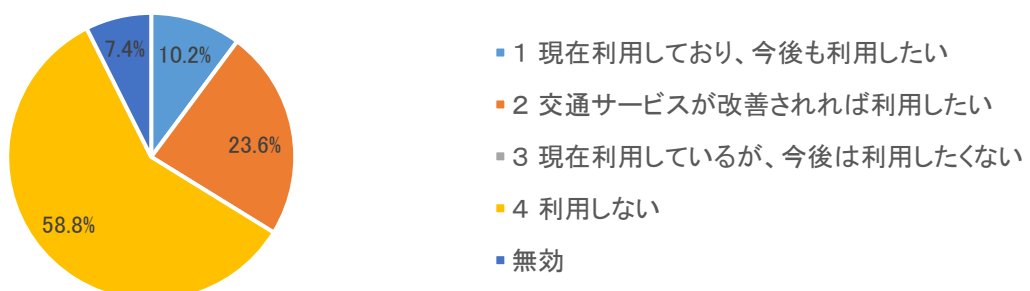 7.4%
10.2%
23.6%
58.8%
1 現在利用しており、今後も利用したい
2 交通サービスが改善されれば利用したい
3 現在利用しているが、今後は利用したくない
4 利用しない
無効